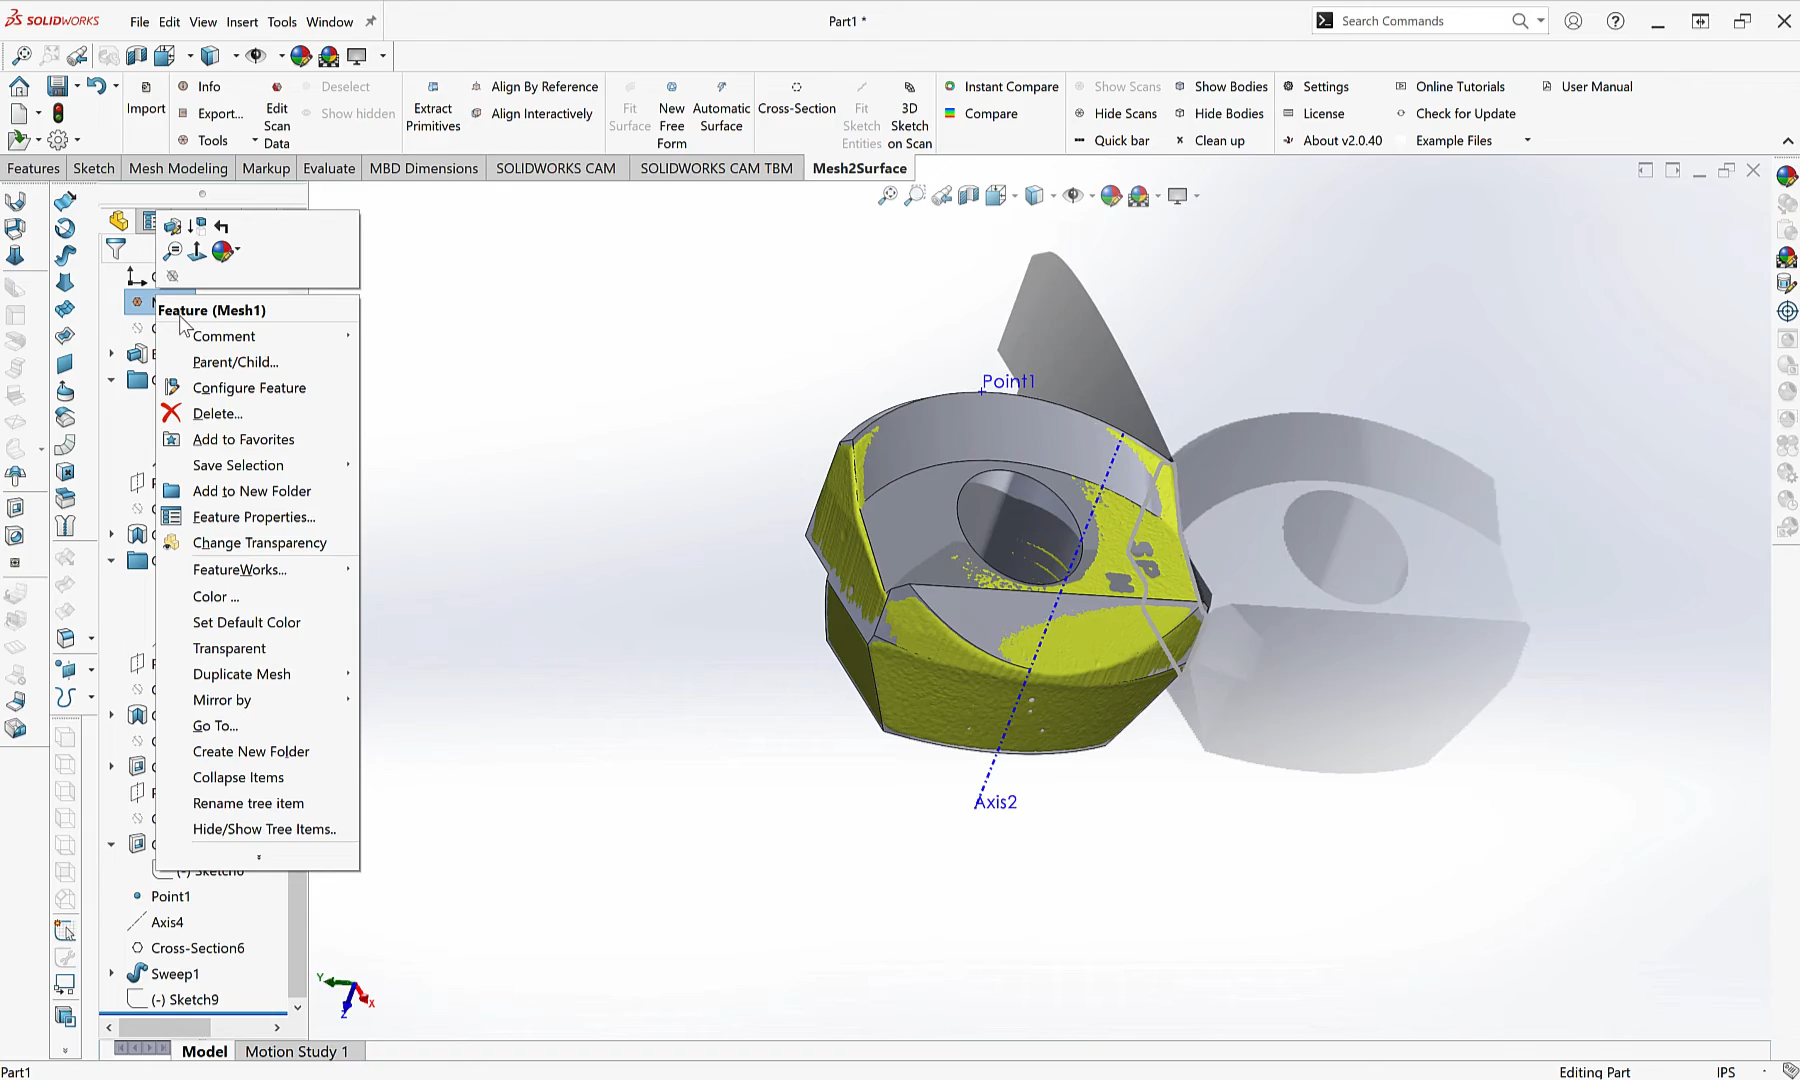 SOLIDWORKS File Edit View Insert Tools Window Part1 * Search Commands
Import Info Export... Tools Edit Scan Data Deselect Show hidden
Extract Primitives Align By Reference Align Interactively
Fit Surface New Free Form Automatic Surface
Cross-Section Fit Sketch Entities 3D Sketch on Scan
Instant Compare Compare
Show Scans Hide Scans Quick bar Show Bodies Hide Bodies Clean up
Settings License About v2.0.40 Online Tutorials Check for Update Example Files User Manual
Features Sketch Mesh Modeling Markup Evaluate MBD Dimensions SOLIDWORKS CAM SOLIDWORKS CAM TBM Mesh2Surface
Feature (Mesh1)
Comment
Parent/Child...
Configure Feature
Delete...
Add to Favorites
Save Selection
Add to New Folder
Feature Properties...
Change Transparency
FeatureWorks...
Color ...
Set Default Color
Transparent
Duplicate Mesh
Mirror by
Go To...
Create New Folder
Collapse Items
Rename tree item
Hide/Show Tree Items..
(-) Sketch6
Point1
Axis4
Cross-Section6
Sweep1
(-) Sketch9
Point1
Axis2
Y
X
Z
Model Motion Study 1
Part1 Editing Part IPS